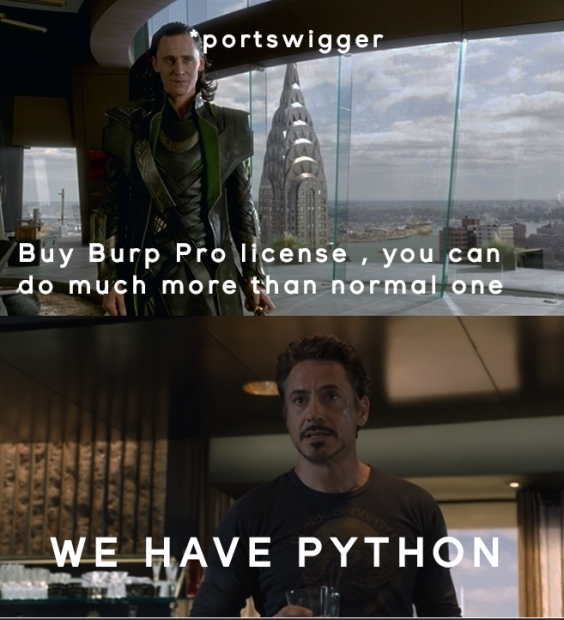 *portswigger
Buy Burp Pro license , you can
do much more than normal one
WE HAVE PYTHON